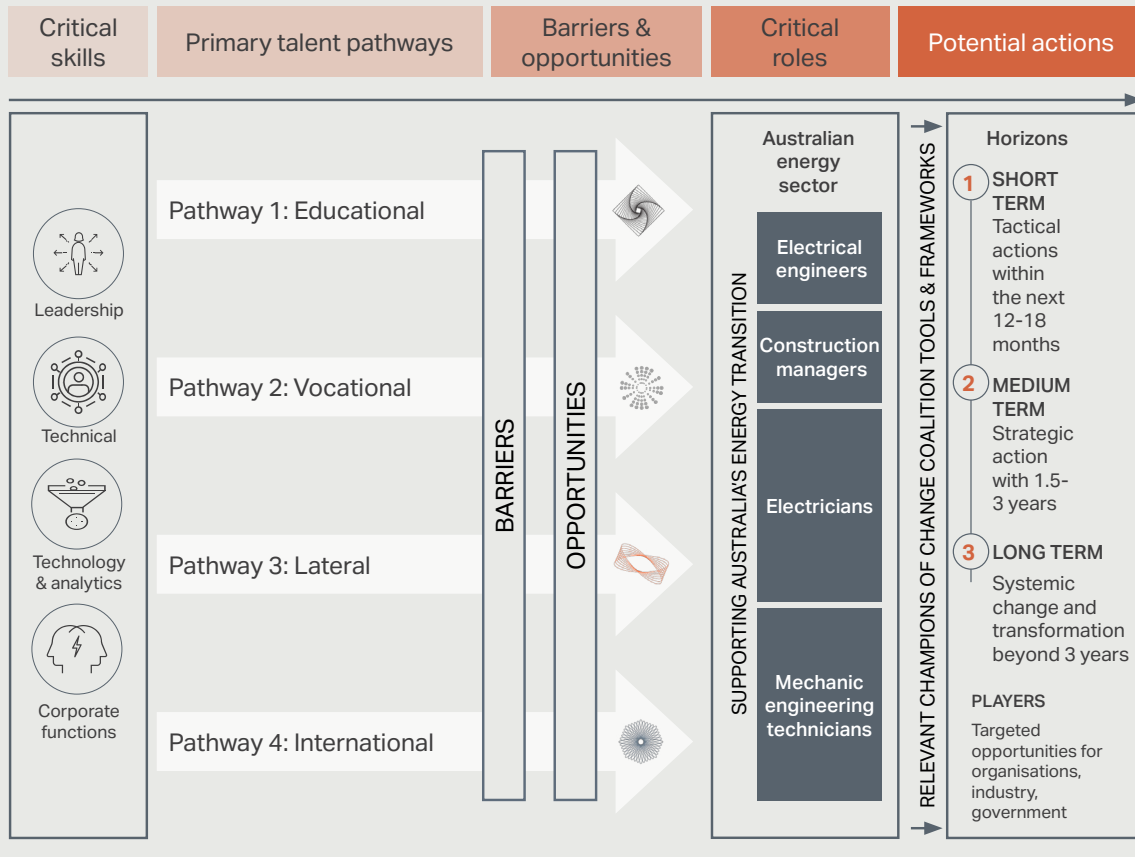 Critical
skills
Primary talent pathways
Barriers &
opportunities
Critical
roles
Potential actions
Leadership
Technical
Technology
& analytics
Corporate
functions
Pathway 1: Educational
Pathway 2: Vocational
Pathway 3: Lateral
Pathway 4: International
BARRIERS
OPPORTUNITIES
SUPPORTING AUSTRALIA'S ENERGY TRANSITION
Australian
energy
sector
Electrical
engineers
Construction
managers
Electricians
Mechanic
engineering
technicians
RELEVANT CHAMPIONS OF CHANGE COALITION TOOLS & FRAMEWORKS
Horizons
1 SHORT
TERM
Tactical
actions
within
the next
12-18
months
2 MEDIUM
TERM
Strategic
action
with 1.5-
3 years
3 LONG TERM
Systemic
change and
transformation
beyond 3 years
PLAYERS
Targeted
opportunities for
organisations,
industry,
government